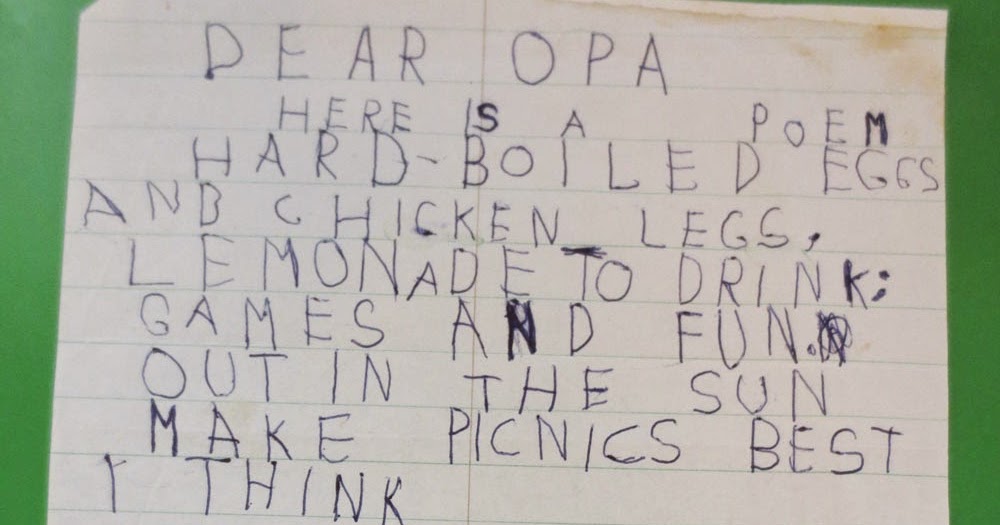 DEAR OPA
HERE IS A POEM
HARD-BOILED EGGS
AND CHICKEN LEGS,
LEMONADE TO DRINK:
GAMES AND FUN.
OUT IN THE SUN
MAKE PICNICS BEST
I THINK